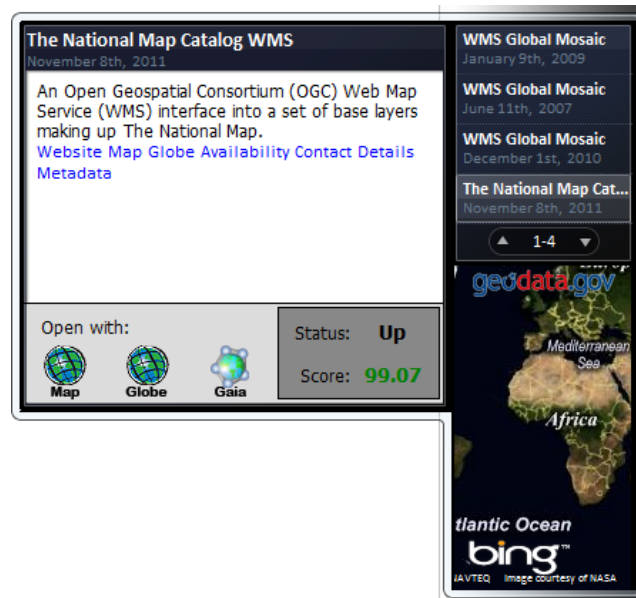 The National Map Catalog WMS
November 8th, 2011
An Open Geospatial Consortium (OGC) Web Map
Service (WMS) interface into a set of base layers
making up The National Map.
Website Map Globe Availability Contact Details
Metadata
Open with:
Map Globe Gaia
Status: Up
Score: 99.07
WMS Global Mosaic
January 9th, 2009
WMS Global Mosaic
June 11th, 2007
WMS Global Mosaic
December 1st, 2010
The National Map Cat...
November 8th, 2011
1-4
geodata.gov
Mediterranean
Sea
Africa
tlantic Ocean
bing™
AVTEQ Image courtesy of NASA